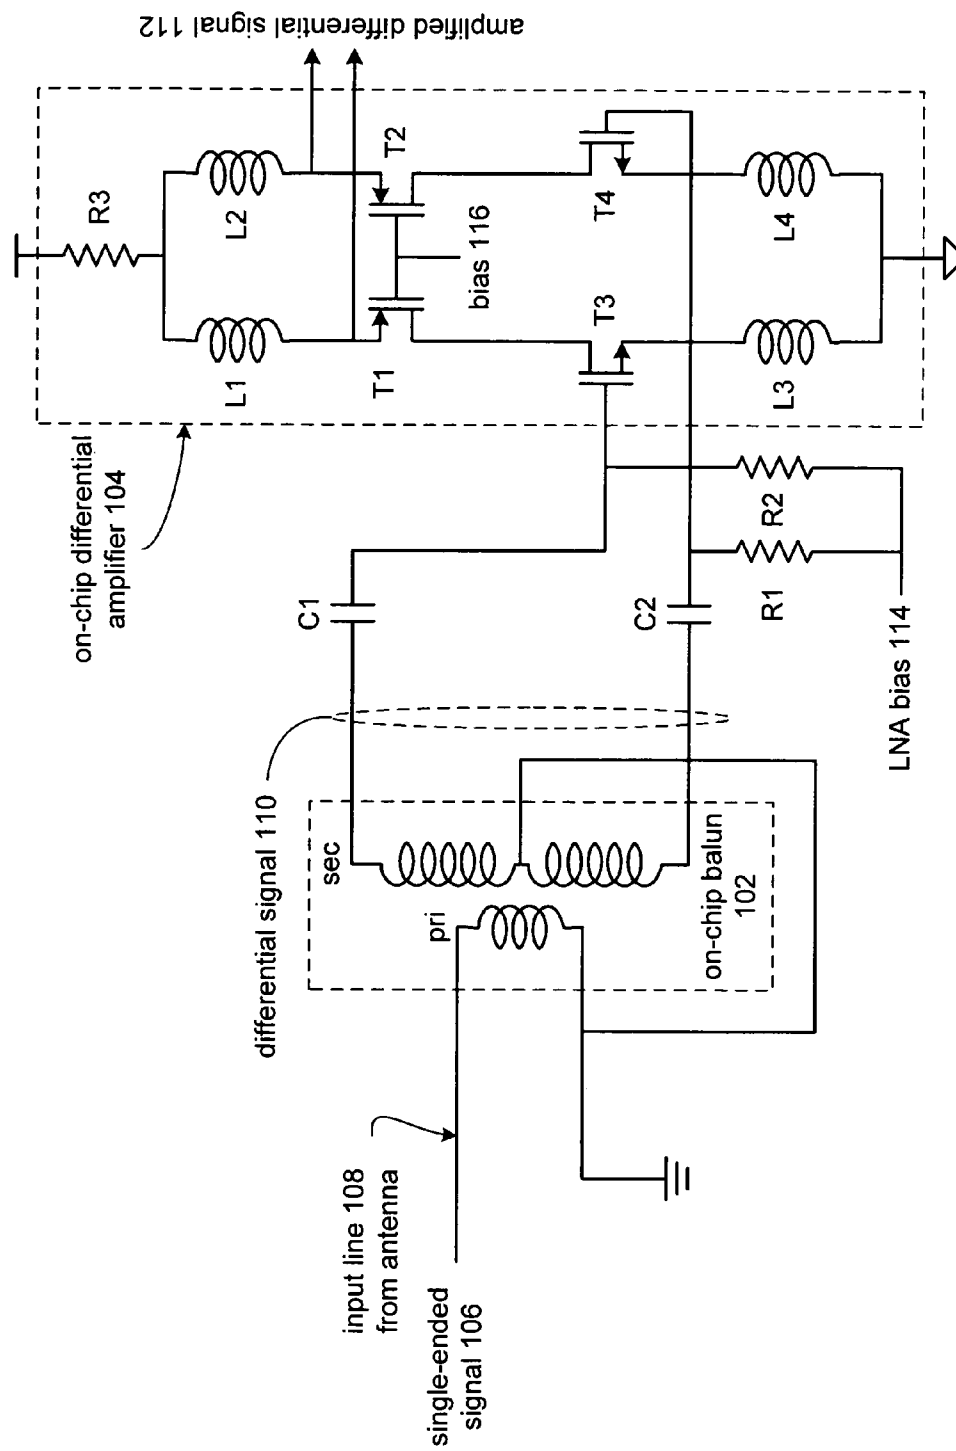 amplified differential signal 112
R3
L2
L1
T2
T1
bias 116
T4
T3
L4
L3
on-chip differential
amplifier 104
C1
C2
R2
R1
LNA bias 114
differential signal 110
sec
pri
on-chip balun
102
input line 108
from antenna
single-ended
signal 106